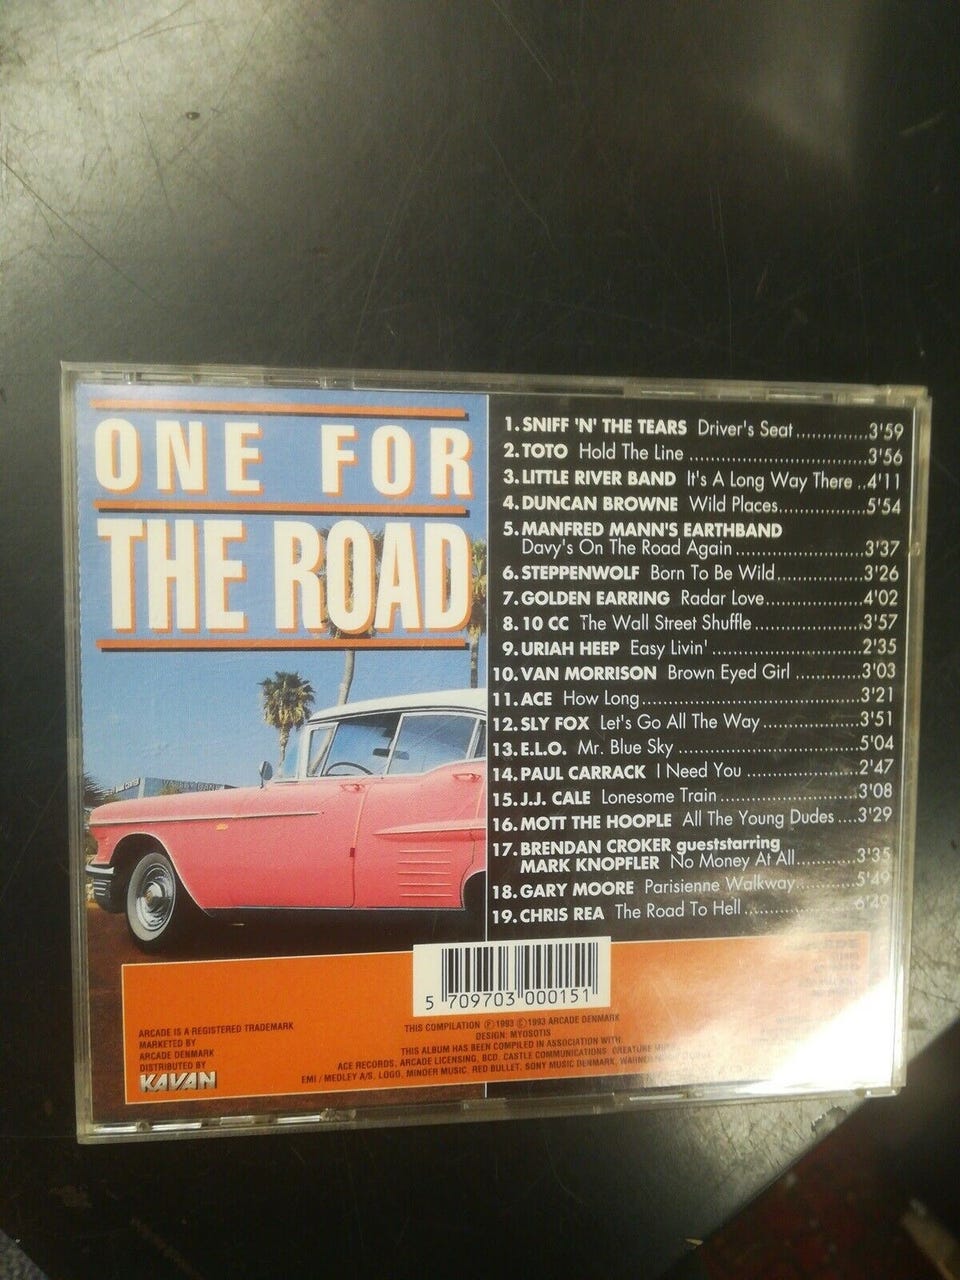 ONE FOR
THE ROAD
1. SNIFF 'N' THE TEARS Driver's Seat..............3'59
2. TOTO Hold The Line ..................................3'56
3. LITTLE RIVER BAND It's A Long Way There ..4'11
4. DUNCAN BROWNE Wild Places.................5'54
5. MANFRED MANN'S EARTHBAND
Davy's On The Road Again.........................3'37
6. STEPPENWOLF Born To Be Wild.................3'26
7. GOLDEN EARRING Radar Love...................4'02
8. 10 CC The Wall Street Shuffle.....................3'57
9. URIAH HEEP Easy Livin' .............................2'35
10. VAN MORRISON Brown Eyed Girl ..............3'03
11. ACE How Long..........................................3'21
12. SLY FOX Let's Go All The Way.....................3'51
13. E.L.O. Mr. Blue Sky ...................................5'04
14. PAUL CARRACK I Need You ......................2'47
15. J.J. CALE Lonesome Train...........................3'08
16. MOTT THE HOOPLE All The Young Dudes ....3'29
17. BRENDAN CROKER gueststarring
MARK KNOPFLER No Money At All.............3'35
18. GARY MOORE Parisienne Walkway.............5'49
19. CHRIS REA The Road To Hell ......................6'49
5 709703 000151
ARCADE IS A REGISTERED TRADEMARK
MARKETED BY
ARCADE DENMARK
DISTRIBUTED BY
KAVAN
THIS COMPILATION Ⓟ1993 ©1993 ARCADE DENMARK
DESIGN: MYOSOTIS
THIS ALBUM HAS BEEN COMPILED IN ASSOCIATION WITH
ACE RECORDS, ARCADE LICENSING, BCD, CASTLE COMMUNICATIONS, CREATURE
EMI / MEDLEY A/S, LOGO, MINDER MUSIC, RED BULLET, SONY MUSIC DENMARK,